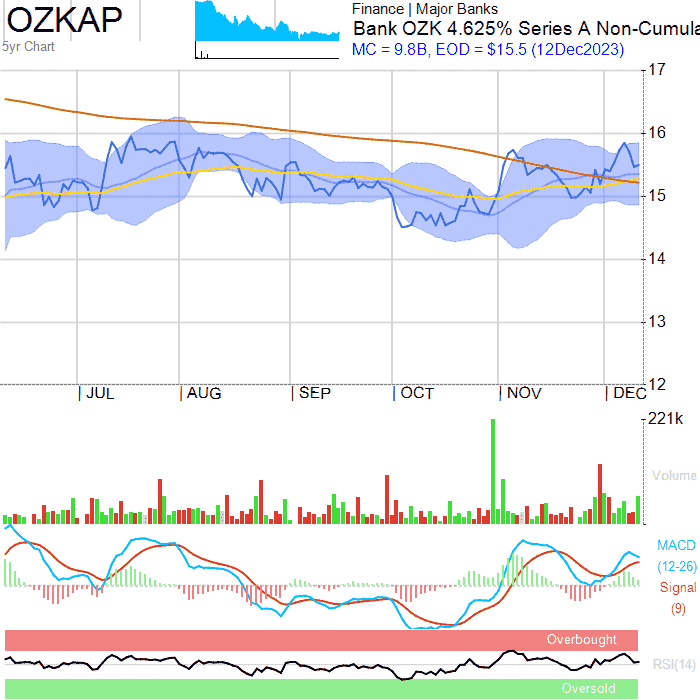 OZKAP
5yr Chart
Finance | Major Banks
Bank OZK 4.625% Series A Non-Cumula
MC = 9.8B, EOD = $15.5 (12Dec2023)
17
16
15
14
13
12
| JUL | AUG | SEP | OCT | NOV | DEC
221k
Volume
MACD
(12-26)
Signal
(9)
Overbought
RSI(14)
Oversold